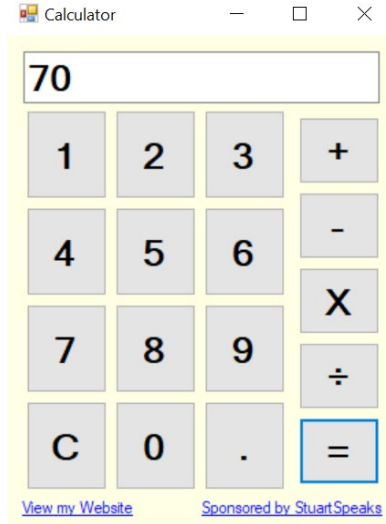 Calculator
70
1 2 3 +
4 5 6 -
7 8 9 X
C 0 . ÷
=
View my Website Sponsored by StuartSpeaks